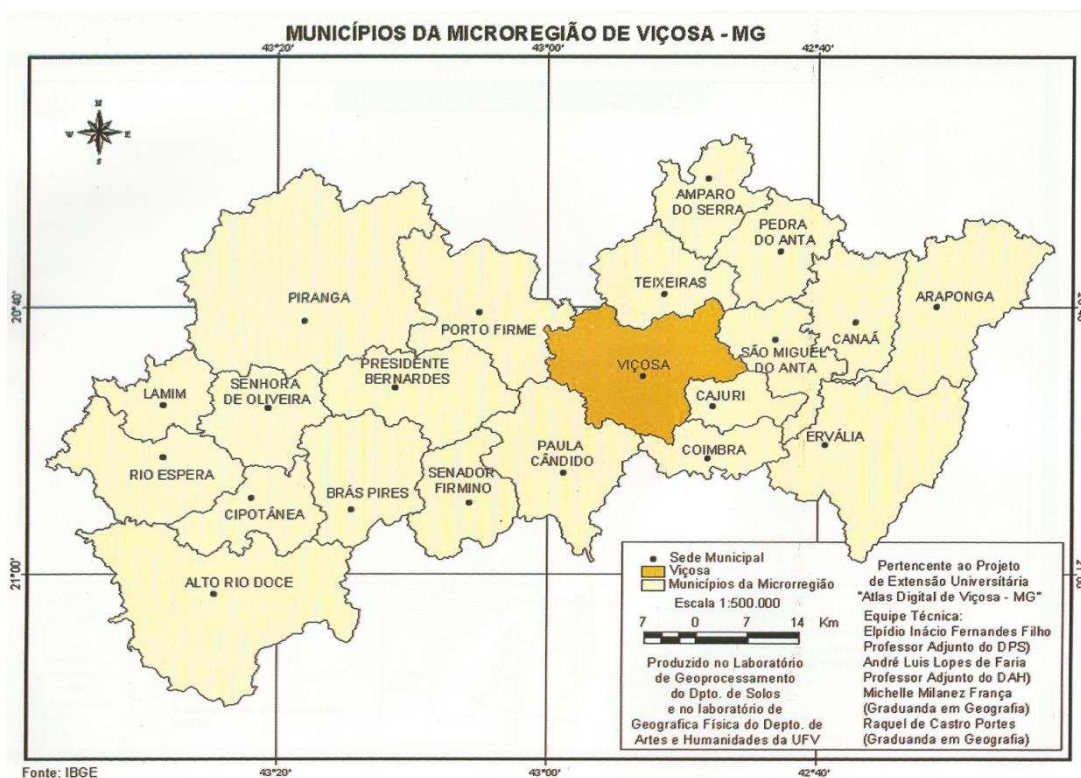 MUNICÍPIOS DA MICROREGIÃO DE VIÇOSA - MG
43°20'
43°00'
42°40'
N
W
E
S
AMPARO
DO SERRA
PEDRA
DO ANTA
TEIXEIRAS
PIRANGA
ARAPONGA
20°40'
PORTO FIRME
CANAÃ
SÃO MIGUEL
DO ANTA
VIÇOSA
PRESIDENTE
BERNARDES
SENHORA
DE OLIVEIRA
LAMIM
CAJURI
ERVÁLIA
COIMBRA
PAULA
CÂNDIDO
RIO ESPERA
SENADOR
FIRMINO
BRÁS PIRES
CIPOTÂNEA
21°00'
ALTO RIO DOCE
Sede Municipal
Viçosa
Municípios da Microrregião
Escala 1:500.000
7 0 7 14 Km
Produzido no Laboratório
de Geoprocessamento
do Dpto. de Solos
e no laboratório de
Geografica Física do Depto. de
Artes e Humanidades da UFV
Pertencente ao Projeto
de Extensão Universítária
"Atlas Digital de Viçosa - MG"
Equipe Técnica:
Elpídio Inácio Fernandes Filho
Professor Adjunto do DPS)
André Luis Lopes de Faria
Professor Adjunto do DAH)
Michelle Milanez França
(Graduanda em Geografia)
Raquel de Castro Portes
(Graduanda em Geografia)
Fonte: IBGE
43°20'
43°00'
42°40'